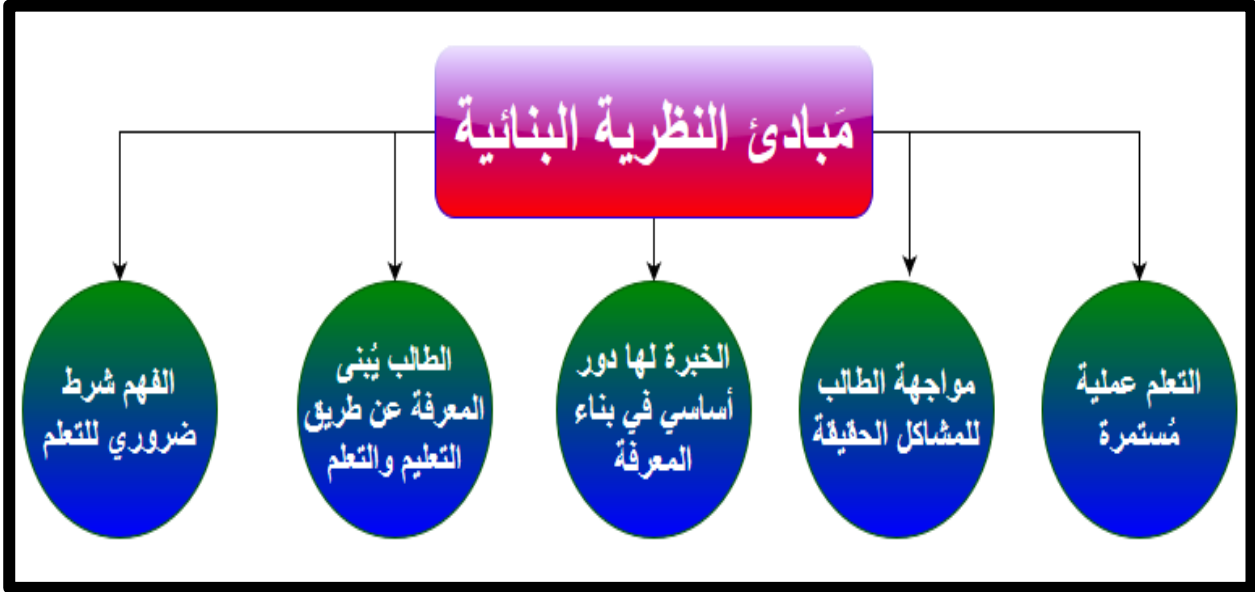 مَبادئ النظرية البنائية
التعلم عملية
مُستمرة
مواجهة الطالب
للمشاكل الحقيقة
الخبرة لها دور
أساسي في بناء
المعرفة
الطالب يُبنى
المعرفة عن طريق
التعليم والتعلم
الفهم شرط
ضروري للتعلم